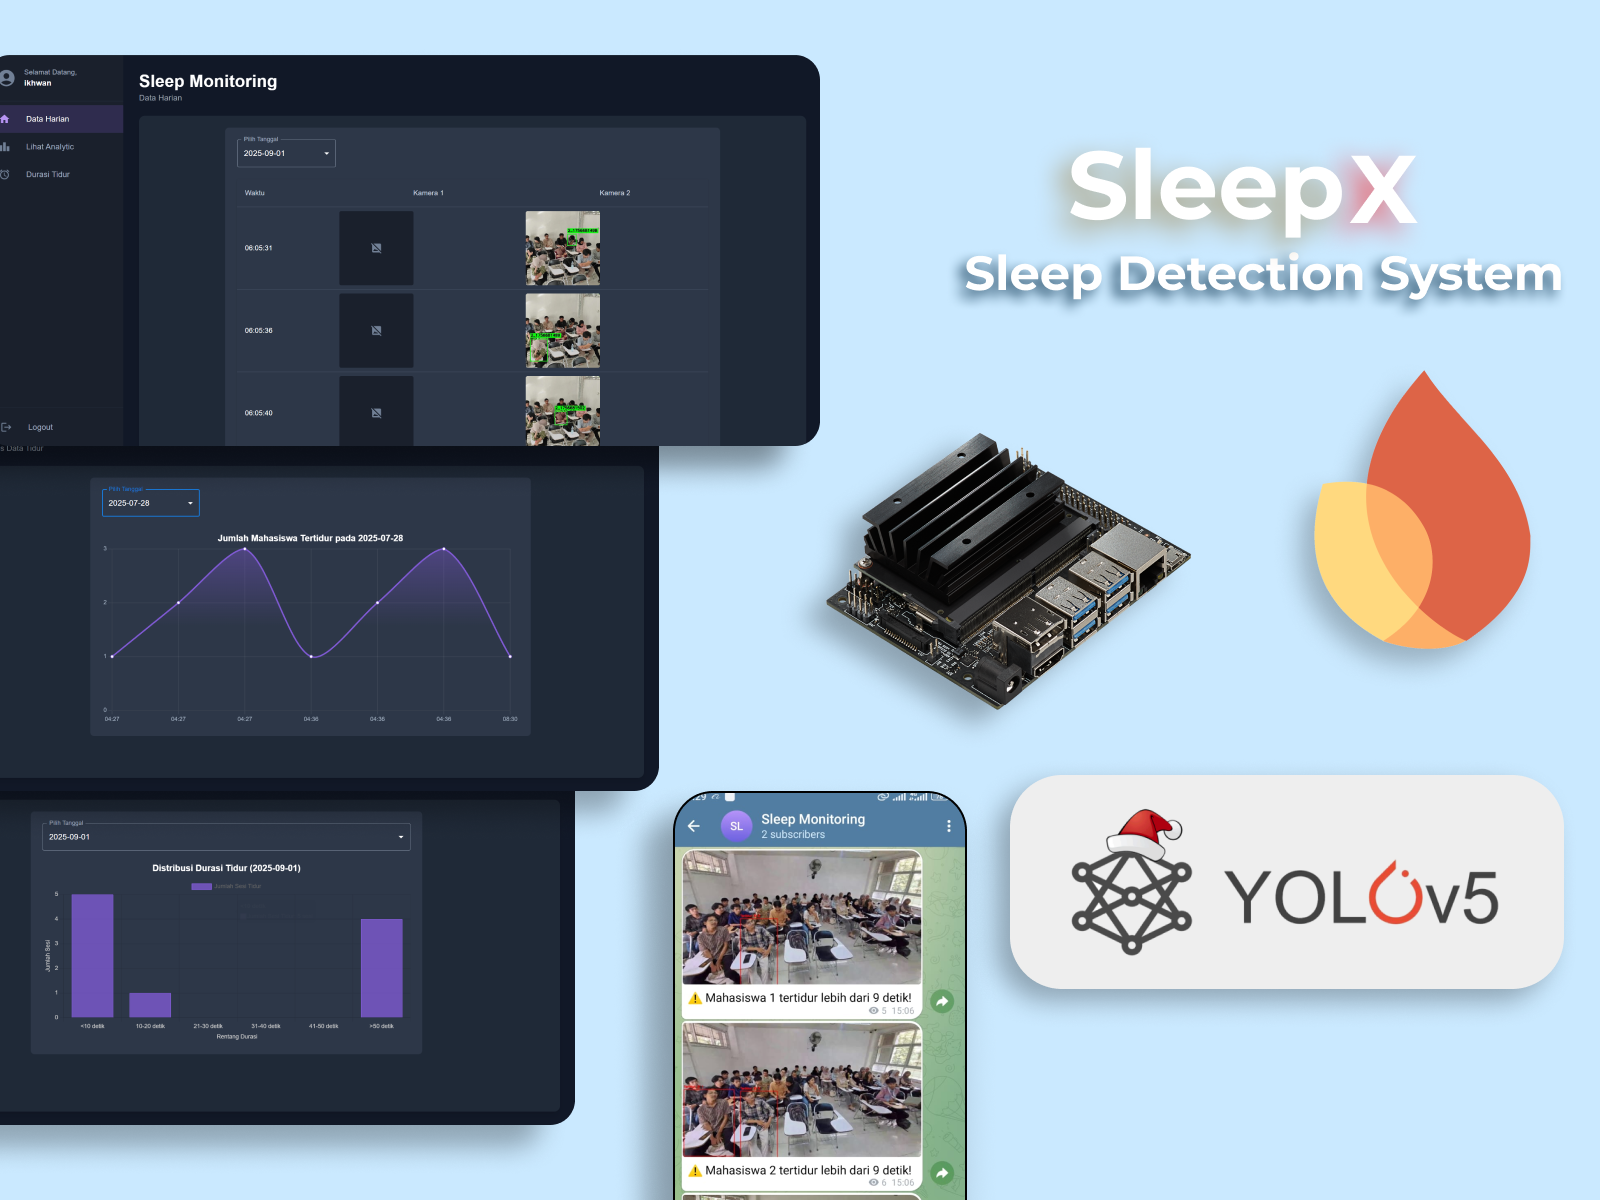 Selamat Datang,
ikhwan
Data Harian
Lihat Analytic
Durasi Tidur
Logout
Sleep Monitoring
Data Harian
Pilih Tanggal
2025-09-01
Waktu Kamera 1 Kamera 2
06:05:31
06:05:36
06:05:40
s Data Tidur
Pilih Tanggal
2025-07-28
Jumlah Mahasiswa Tertidur pada 2025-07-28
3
2
1
0
04:27 04:27 04:27 04:36 04:36 04:36 08:30
Pilih Tanggal
2025-09-01
Distribusi Durasi Tidur (2025-09-01)
Jumlah Sesi Tidur
Jumlah Sesi
5
4
3
2
1
0
<10 detik 10-20 detik 21-30 detik 31-40 detik 41-50 detik >50 detik
Rentang Durasi
SleepX
Sleep Detection System
YOLOv5
:29
SL
Sleep Monitoring
2 subscribers
⚠ Mahasiswa 1 tertidur lebih dari 9 detik!
5 15:06
⚠ Mahasiswa 2 tertidur lebih dari 9 detik!
6 15:06